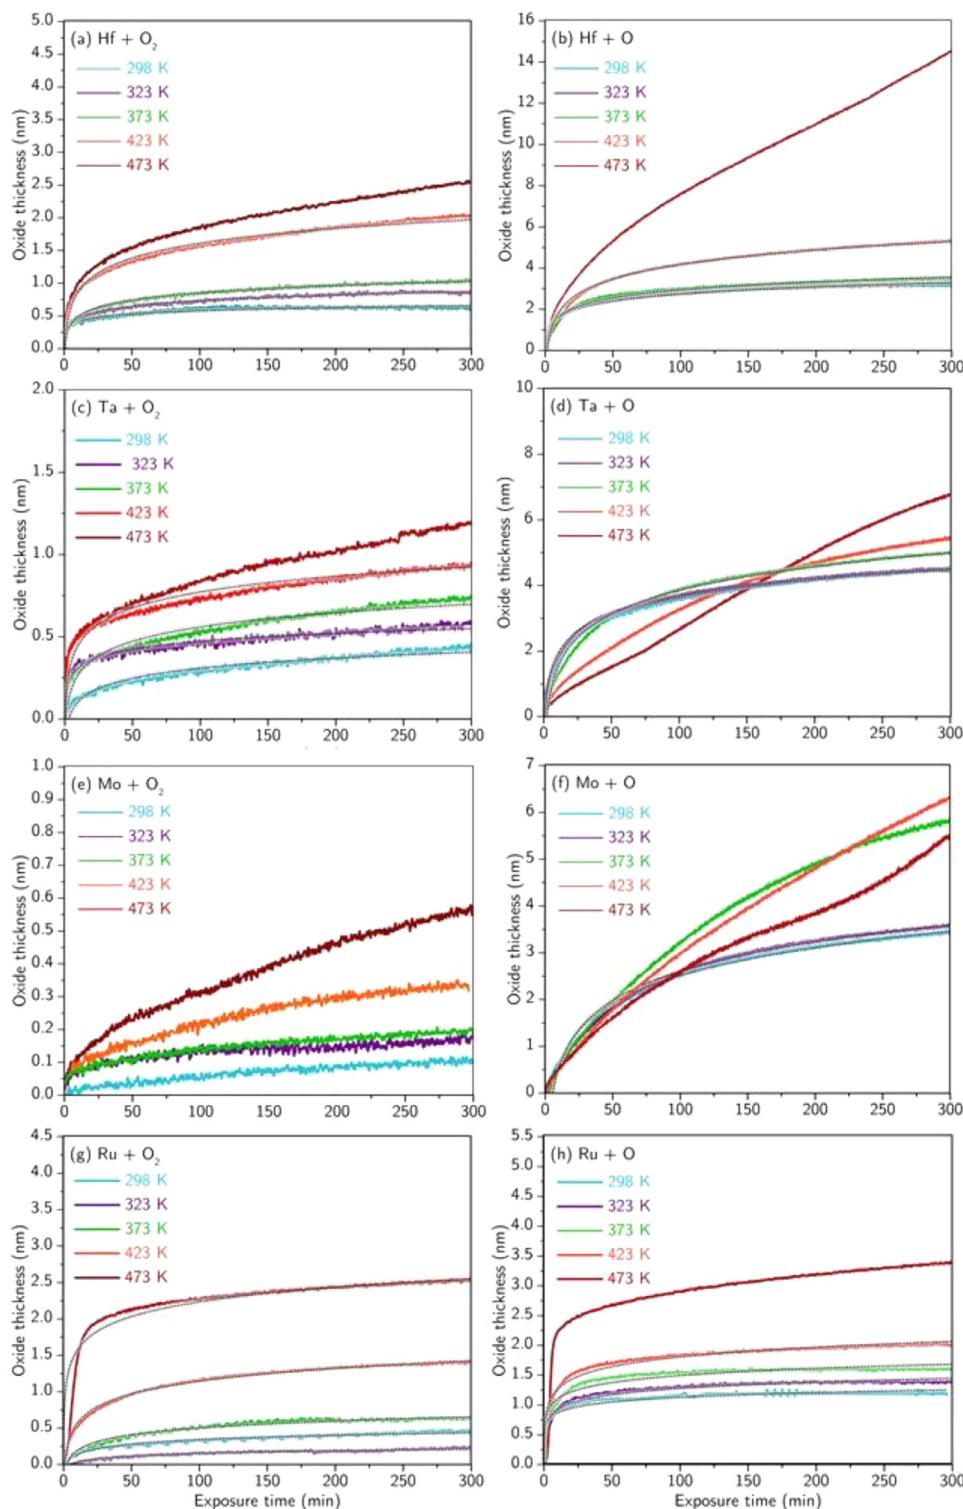 (a) Hf + O₂
298 K
323 K
373 K
423 K
473 K
Oxide thickness (nm)
5.0
4.5
4.0
3.5
3.0
2.5
2.0
1.5
1.0
0.5
0.0
0 50 100 150 200 250 300
(b) Hf + O
298 K
323 K
373 K
423 K
473 K
Oxide thickness (nm)
16
14
12
10
8
6
4
2
0
0 50 100 150 200 250 300
(c) Ta + O₂
298 K
323 K
373 K
423 K
473 K
Oxide thickness (nm)
2.0
1.5
1.0
0.5
0.0
0 50 100 150 200 250 300
(d) Ta + O
298 K
323 K
373 K
423 K
473 K
Oxide thickness (nm)
10
8
6
4
2
0
0 50 100 150 200 250 300
(e) Mo + O₂
298 K
323 K
373 K
423 K
473 K
Oxide thickness (nm)
1.0
0.9
0.8
0.7
0.6
0.5
0.4
0.3
0.2
0.1
0.0
0 50 100 150 200 250 300
(f) Mo + O
298 K
323 K
373 K
423 K
473 K
Oxide thickness (nm)
7
6
5
4
3
2
1
0
0 50 100 150 200 250 300
(g) Ru + O₂
298 K
323 K
373 K
423 K
473 K
Oxide thickness (nm)
4.5
4.0
3.5
3.0
2.5
2.0
1.5
1.0
0.5
0.0
0 50 100 150 200 250 300
Exposure time (min)
(h) Ru + O
298 K
323 K
373 K
423 K
473 K
Oxide thickness (nm)
5.5
5.0
4.5
4.0
3.5
3.0
2.5
2.0
1.5
1.0
0.5
0.0
0 50 100 150 200 250 300
Exposure time (min)